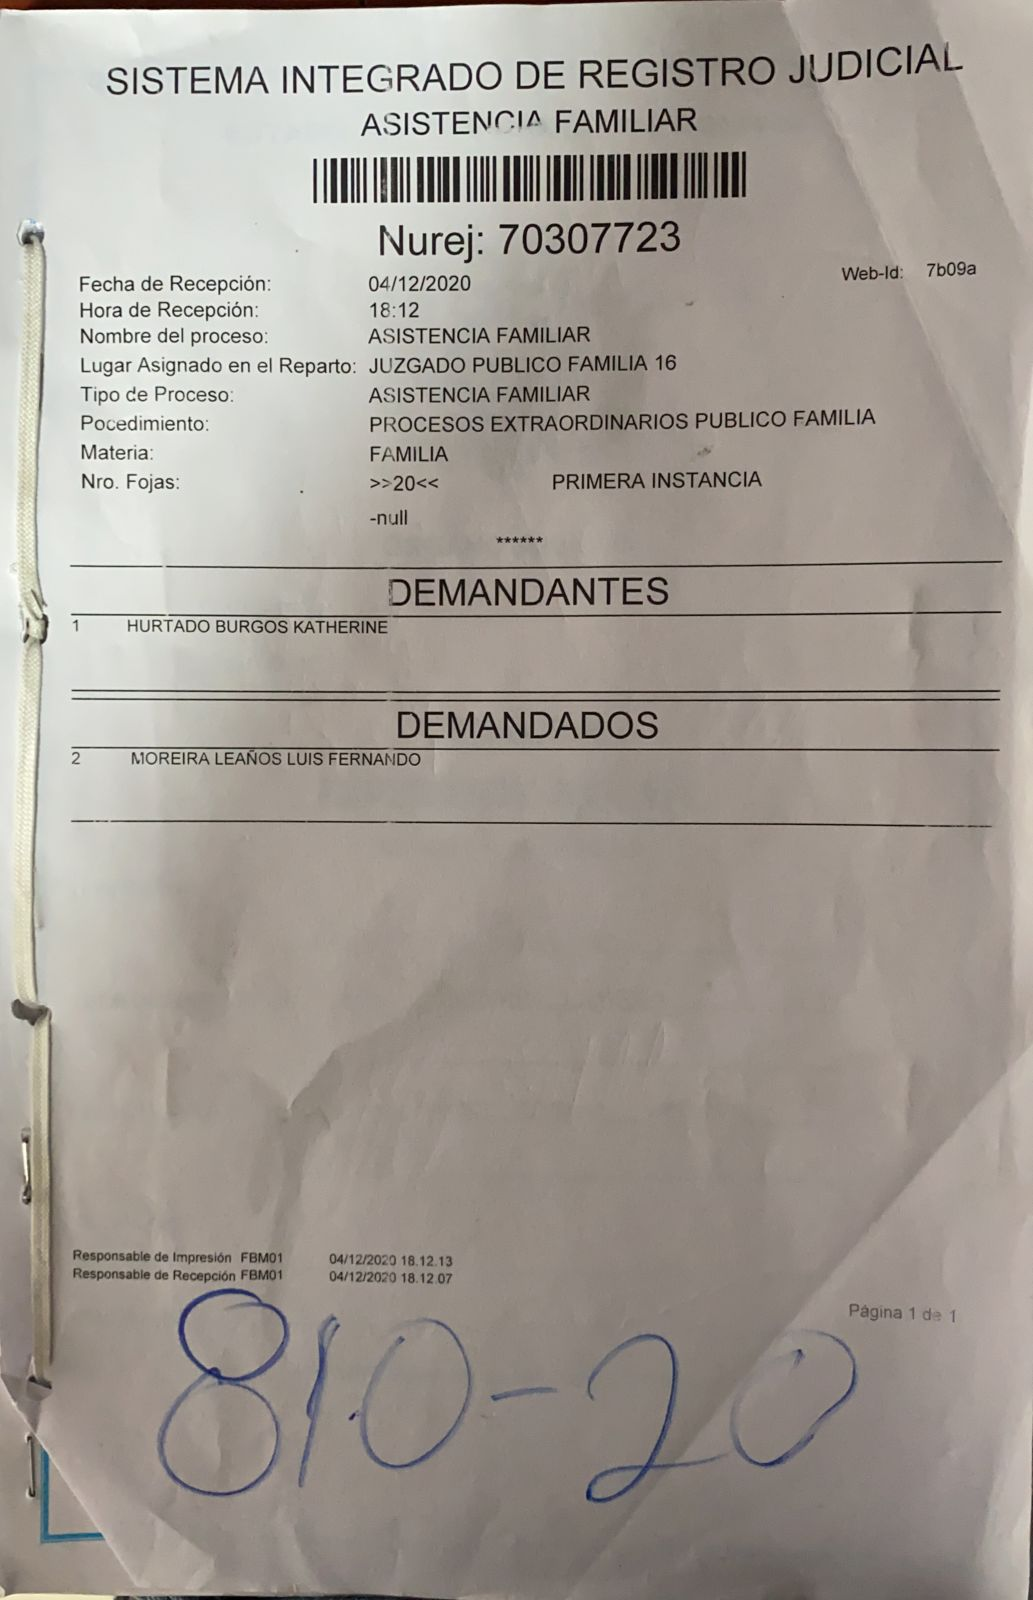 SISTEMA INTEGRADO DE REGISTRO JUDICIAL
ASISTENCIA FAMILIAR
Nurej: 70307723
Web-Id: 7b09a
Fecha de Recepción: 04/12/2020
Hora de Recepción: 18:12
Nombre del proceso: ASISTENCIA FAMILIAR
Lugar Asignado en el Reparto: JUZGADO PUBLICO FAMILIA 16
Tipo de Proceso: ASISTENCIA FAMILIAR
Pocedimiento: PROCESOS EXTRAORDINARIOS PUBLICO FAMILIA
Materia: FAMILIA
Nro. Fojas: >>20<< PRIMERA INSTANCIA
-null
******
DEMANDANTES
1 HURTADO BURGOS KATHERINE
DEMANDADOS
2 MOREIRA LEAÑOS LUIS FERNANDO
Responsable de Impresión FBM01 04/12/2020 18.12.13
Responsable de Recepción FBM01 04/12/2020 18.12.07
Página 1 de 1
810-20